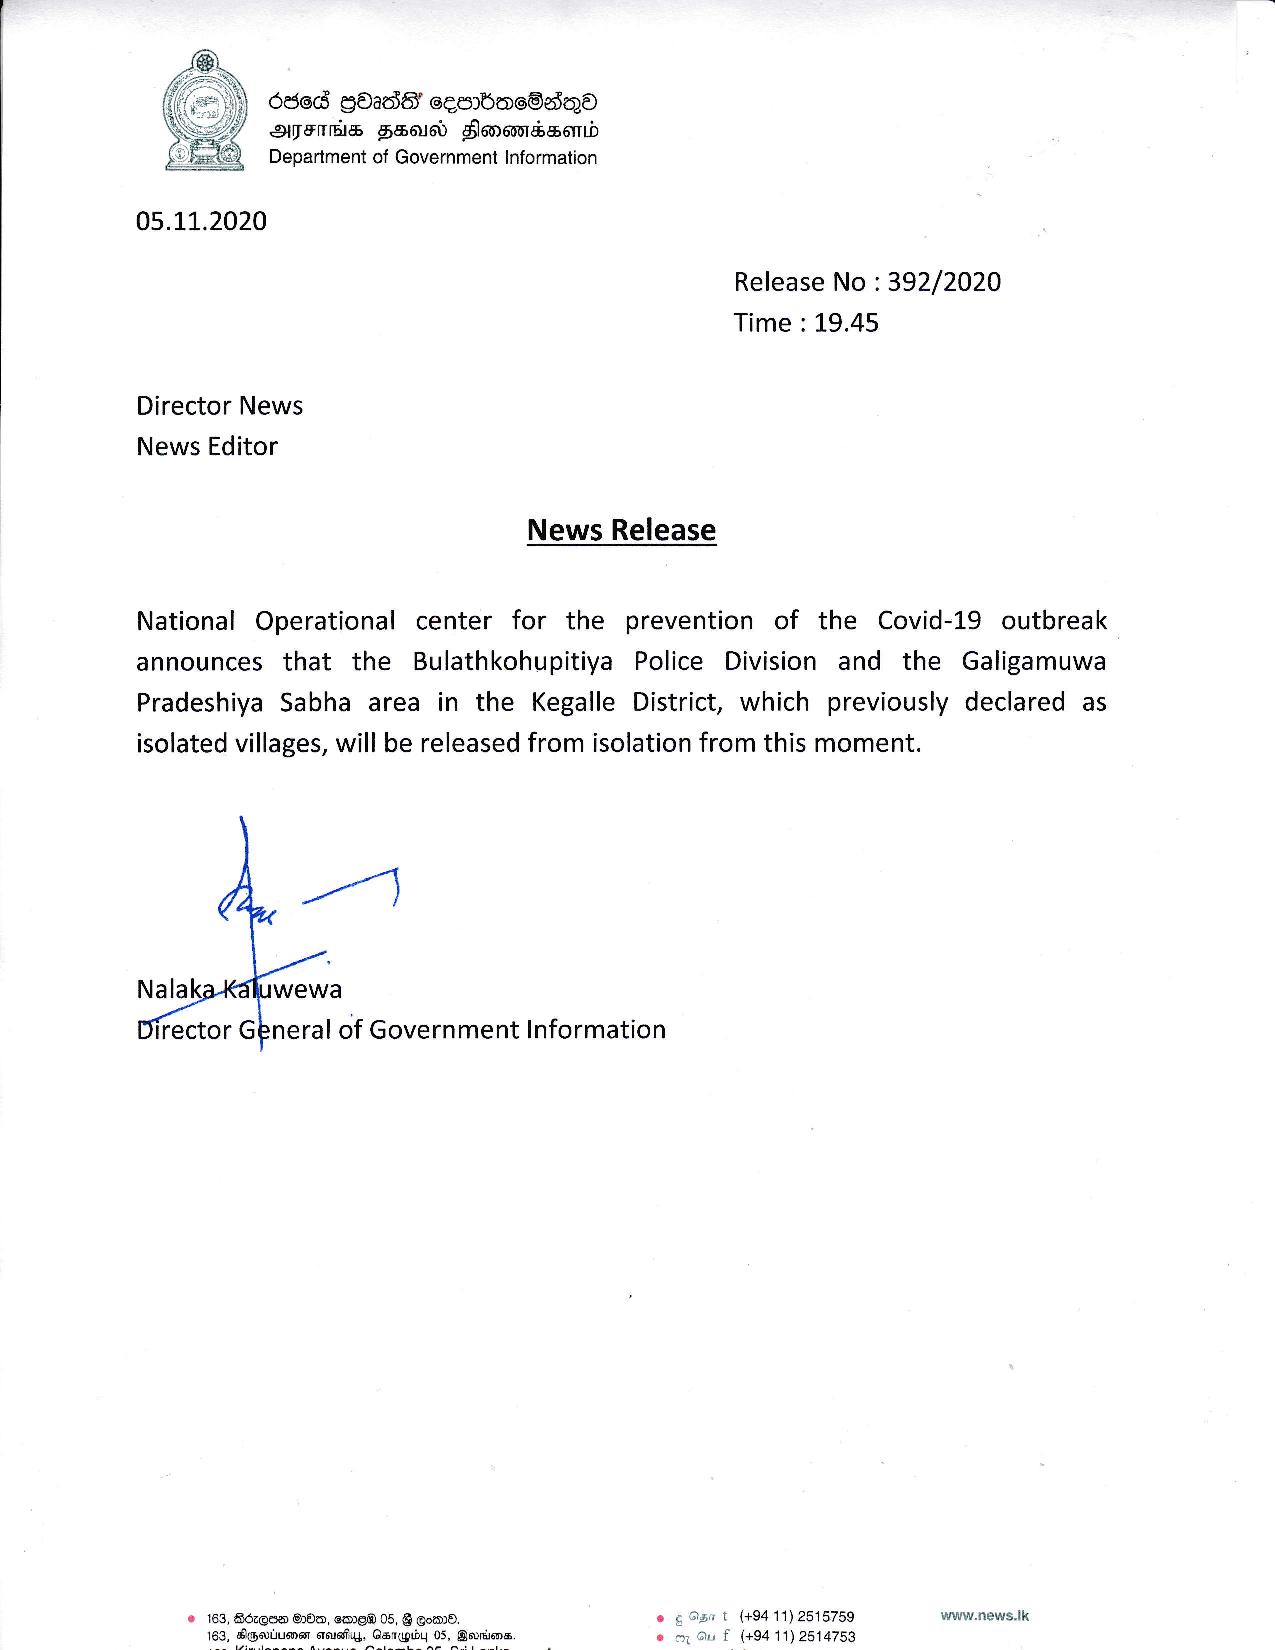 රජයේ ප්‍රවෘත්ති දෙපාර්තමේන්තුව
அரசாங்க தகவல் திணைக்களம்
Department of Government Information
05.11.2020
Release No : 392/2020
Time : 19.45
Director News
News Editor
News Release
National Operational center for the prevention of the Covid-19 outbreak
announces that the Bulathkohupitiya Police Division and the Galigamuwa
Pradeshiya Sabha area in the Kegalle District, which previously declared as
isolated villages, will be released from isolation from this moment.
Nalaka Kaluwewa
Director General of Government Information
163, කිරුලපන මාවත, කොළඹ 05, ශ්‍රී ලංකාව.
163, கிருலப்பனை எவனியூ, கொழும்பு 05, இலங்கை.
දු தொ t (+94 11) 2515759
ෆැ பெ f (+94 11) 2514753
www.news.lk